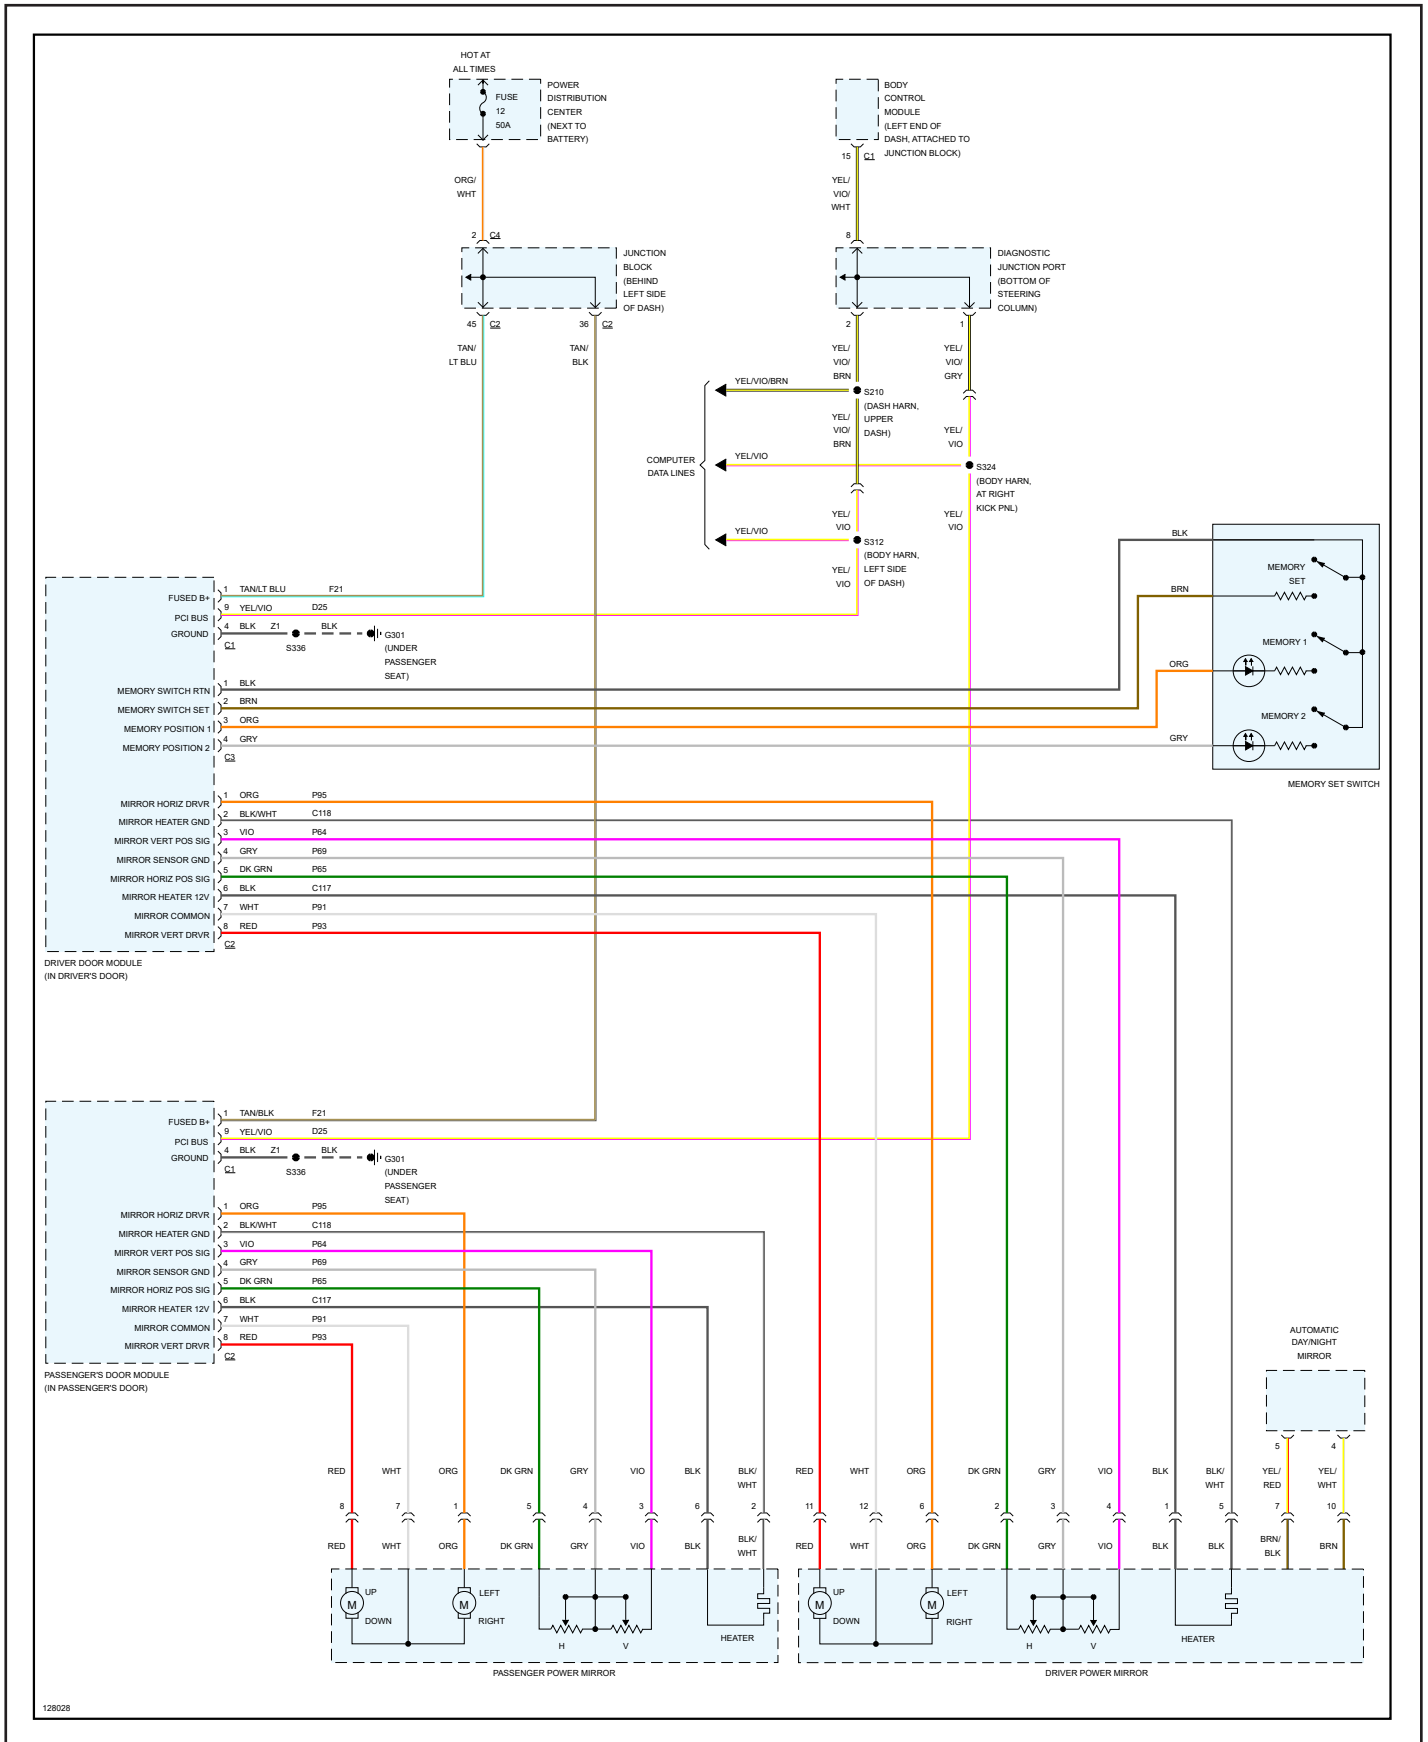 HOT AT
ALL TIMES
FUSE
12
50A
POWER
DISTRIBUTION
CENTER
(NEXT TO
BATTERY)
BODY
CONTROL
MODULE
(LEFT END OF
DASH, ATTACHED TO
JUNCTION BLOCK)
15 C1
ORG/
WHT
YEL/
VIO/
WHT
2 C4
8
JUNCTION
BLOCK
(BEHIND
LEFT SIDE
OF DASH)
DIAGNOSTIC
JUNCTION PORT
(BOTTOM OF
STEERING
COLUMN)
45 C2
36 C2
2
1
TAN/
LT BLU
TAN/
BLK
YEL/
VIO/
BRN
YEL/
VIO/
GRY
YEL/VIO/BRN
S210
(DASH HARN,
UPPER
DASH)
YEL/
VIO/
BRN
YEL/
VIO
COMPUTER
DATA LINES
YEL/VIO
S324
(BODY HARN,
AT RIGHT
KICK PNL)
YEL/
VIO
YEL/
VIO
YEL/VIO
S312
(BODY HARN,
LEFT SIDE
OF DASH)
YEL/
VIO
BLK
BRN
ORG
GRY
MEMORY
SET
MEMORY 1
MEMORY 2
MEMORY SET SWITCH
FUSED B+ 1 TAN/LT BLU F21
PCI BUS 9 YEL/VIO D25
GROUND 4 BLK Z1 BLK
C1
S336
G301
(UNDER
PASSENGER
SEAT)
MEMORY SWITCH RTN 1 BLK
MEMORY SWITCH SET 2 BRN
MEMORY POSITION 1 3 ORG
MEMORY POSITION 2 4 GRY
C3
MIRROR HORIZ DRVR 1 ORG P95
MIRROR HEATER GND 2 BLK/WHT C118
MIRROR VERT POS SIG 3 VIO P64
MIRROR SENSOR GND 4 GRY P69
MIRROR HORIZ POS SIG 5 DK GRN P65
MIRROR HEATER 12V 6 BLK C117
MIRROR COMMON 7 WHT P91
MIRROR VERT DRVR 8 RED P93
C2
DRIVER DOOR MODULE
(IN DRIVER'S DOOR)
FUSED B+ 1 TAN/BLK F21
PCI BUS 9 YEL/VIO D25
GROUND 4 BLK Z1 BLK
C1
S336
G301
(UNDER
PASSENGER
SEAT)
MIRROR HORIZ DRVR 1 ORG P95
MIRROR HEATER GND 2 BLK/WHT C118
MIRROR VERT POS SIG 3 VIO P64
MIRROR SENSOR GND 4 GRY P69
MIRROR HORIZ POS SIG 5 DK GRN P65
MIRROR HEATER 12V 6 BLK C117
MIRROR COMMON 7 WHT P91
MIRROR VERT DRVR 8 RED P93
C2
PASSENGER'S DOOR MODULE
(IN PASSENGER'S DOOR)
AUTOMATIC
DAY/NIGHT
MIRROR
5 4
RED WHT ORG DK GRN GRY VIO BLK BLK/
WHT
RED WHT ORG DK GRN GRY VIO BLK BLK/
WHT
YEL/
RED
YEL/
WHT
8 7 1 5 4 3 6 2 11 12 6 2 3 4 1 5 7 10
RED WHT ORG DK GRN GRY VIO BLK BLK/
WHT
RED WHT ORG DK GRN GRY VIO BLK BLK
BRN/
BLK
BRN
M UP
DOWN
M LEFT
RIGHT
H V
HEATER
M UP
DOWN
M LEFT
RIGHT
H V
HEATER
PASSENGER POWER MIRROR
DRIVER POWER MIRROR
128028